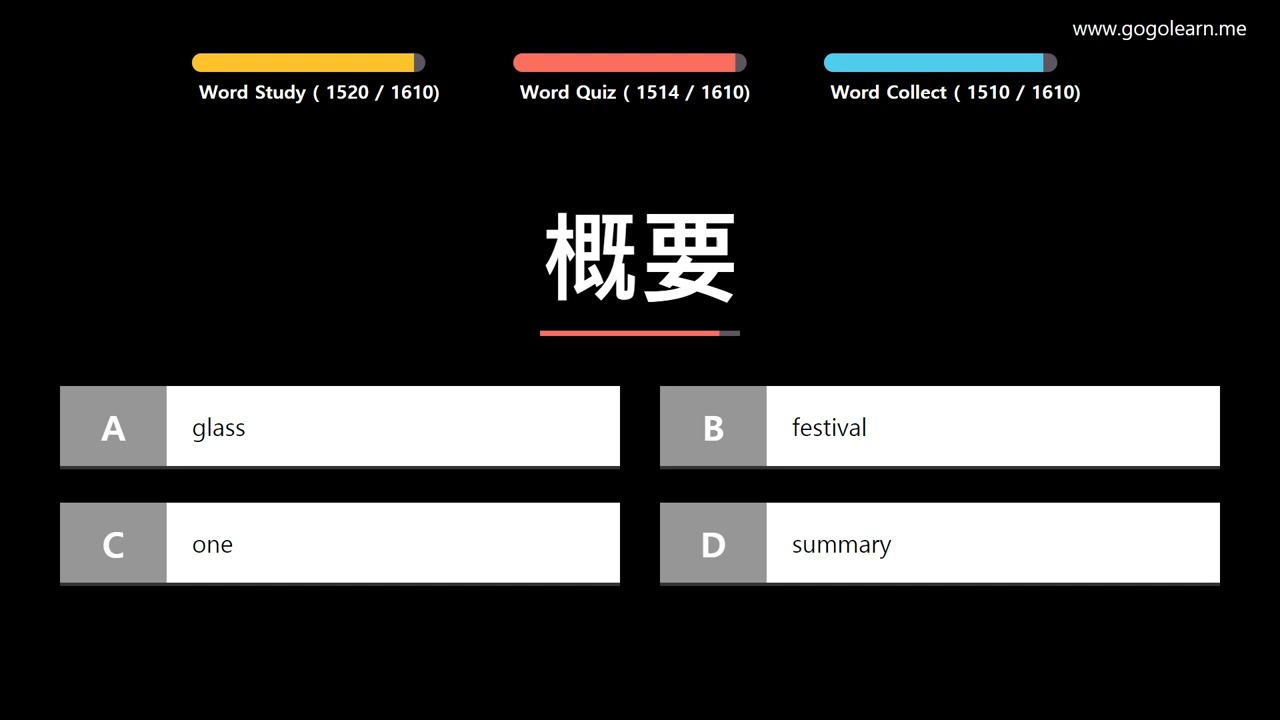 www.gogolearn.me
Word Study ( 1520 / 1610)
Word Quiz ( 1514 / 1610)
Word Collect ( 1510 / 1610)
概要
A glass
B festival
C one
D summary